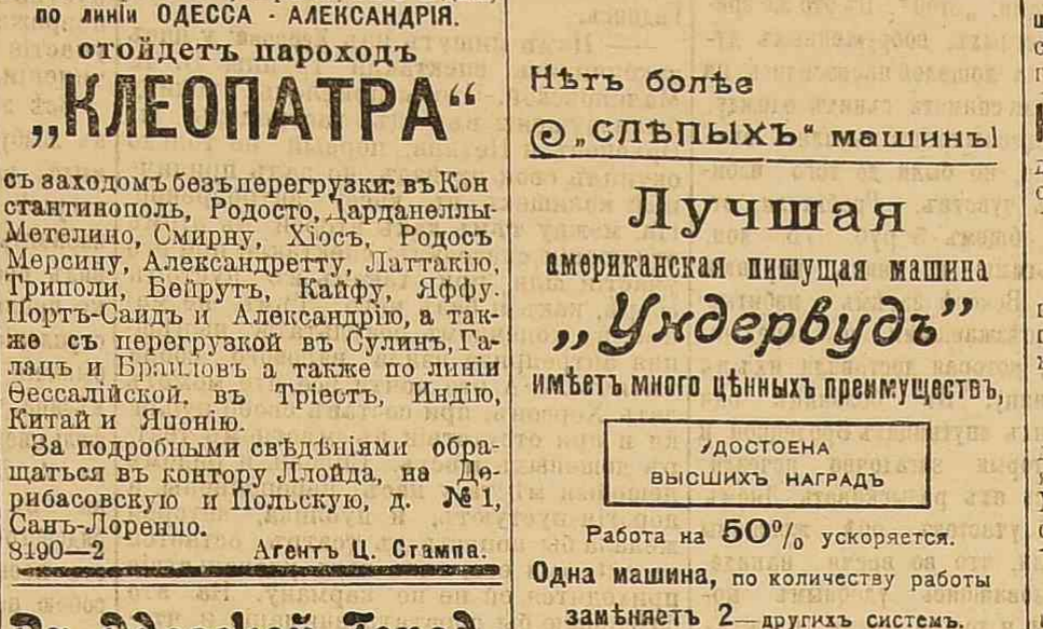 по линіи ОДЕССА - АЛЕКСАНДРІЯ.
отойдетъ пароходъ
„КЛЕОПАТРА“
съ заходомъ безъ перегрузки: въ Кон
стантинополь, Родосто, Дарданеллы-
Метелино, Смирну, Хіосъ, Родосъ
Мерсину, Александретту, Латтакію,
Триполи, Бейрутъ, Кайфу, Яффу.
Портъ-Саидъ и Александрію, а так-
же съ перегрузкой въ Сулинъ, Га-
лацъ и Браиловъ а также по линіи
Ѳессалійской, въ Тріестъ, Индію,
Китай и Японію.
За подробными свѣдѣніями обра-
щаться въ контору Ллойда, на Де-
рибасовскую и Польскую, д. №1,
Санъ-Лоренцо.
8190—2 Агентъ Ц. Стампа.
Нѣтъ болѣе
„СЛѢПЫХЪ“ машинъ!
Лучшая
американская пишущая машина
„Ундервудъ”
имѣетъ много цѣнныхъ преимуществъ,
УДОСТОЕНА
ВЫСШИХЪ НАГРАДЪ
Работа на 50% ускоряется.
Одна машина, по количеству работы
замѣняетъ 2—другихъ системъ.